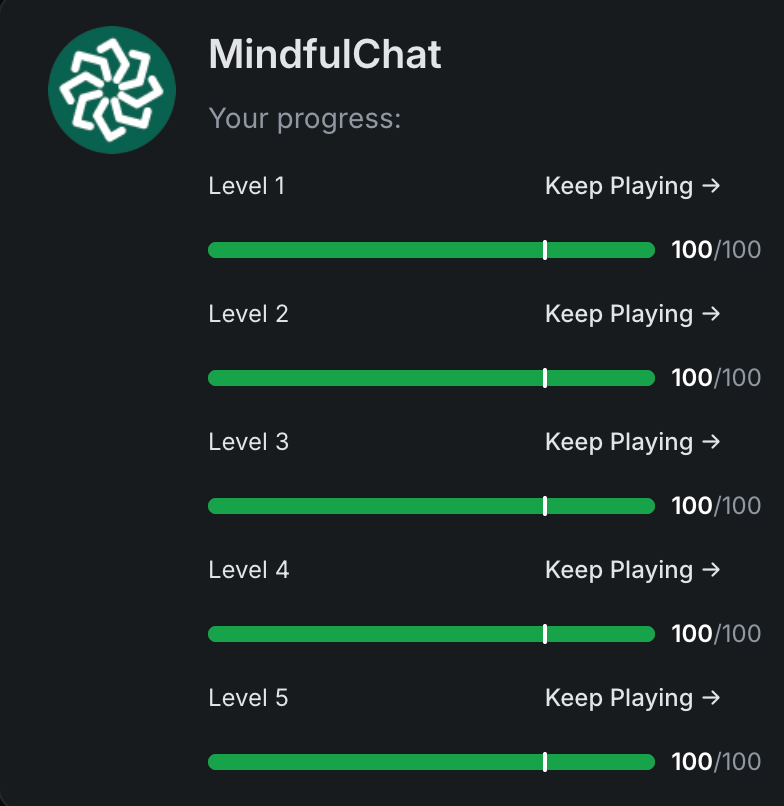 MindfulChat
Your progress:
Level 1 Keep Playing →
100/100
Level 2 Keep Playing →
100/100
Level 3 Keep Playing →
100/100
Level 4 Keep Playing →
100/100
Level 5 Keep Playing →
100/100